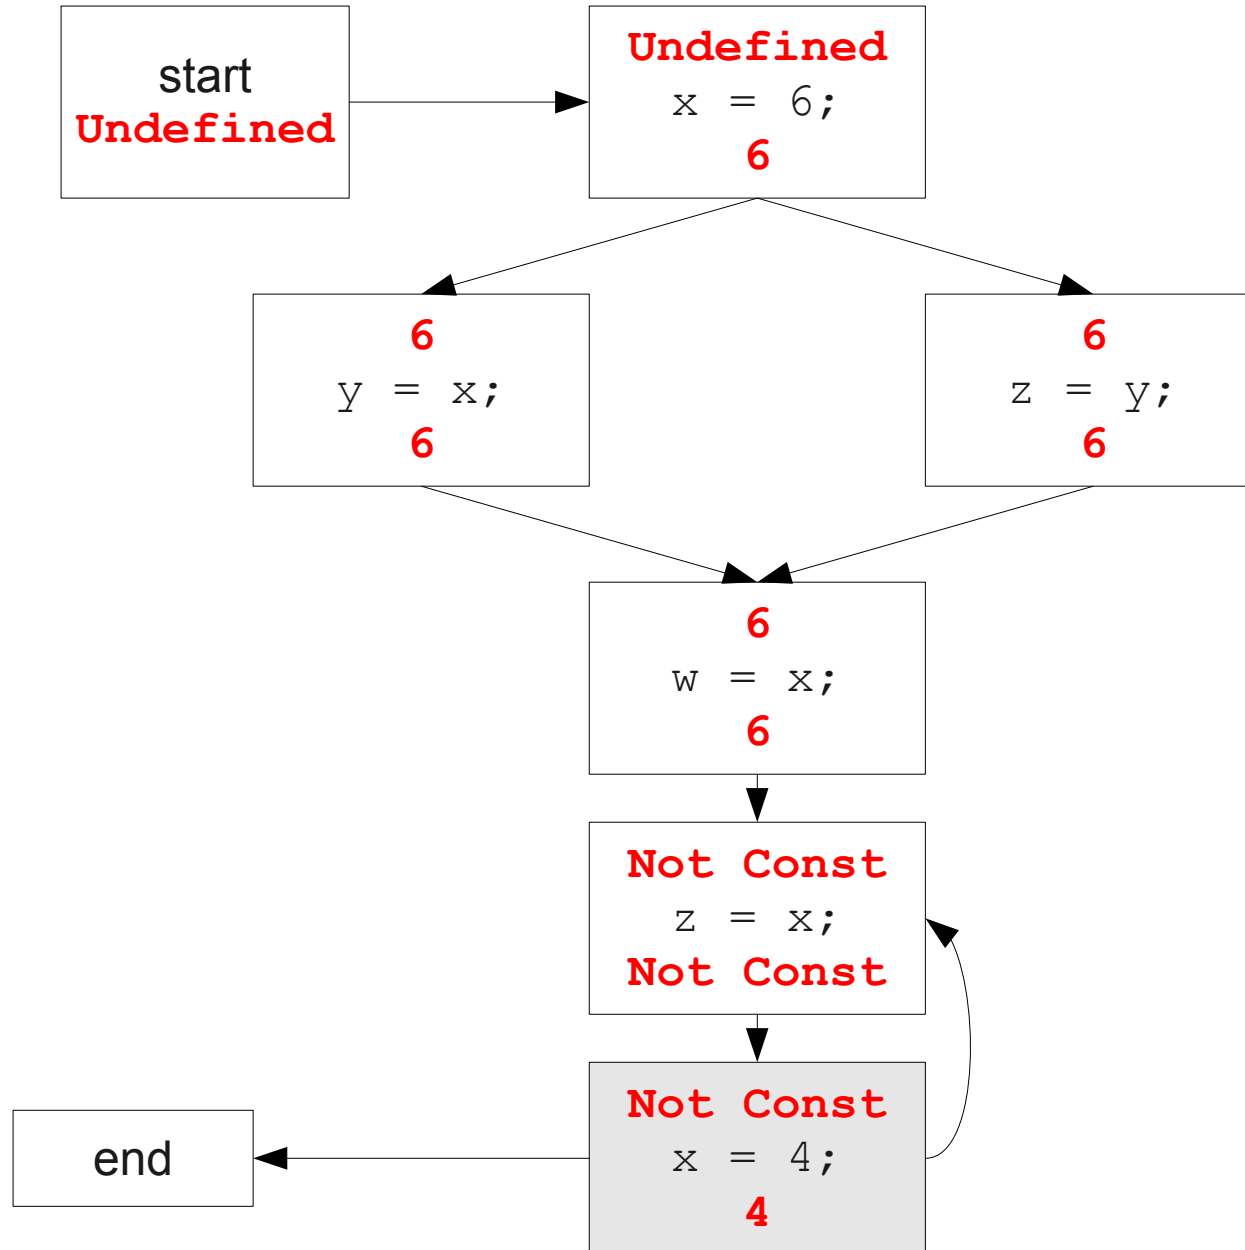 start
Undefined
Undefined
x = 6;
6
6
y = x;
6
6
z = y;
6
6
w = x;
6
Not Const
z = x;
Not Const
Not Const
x = 4;
4
end